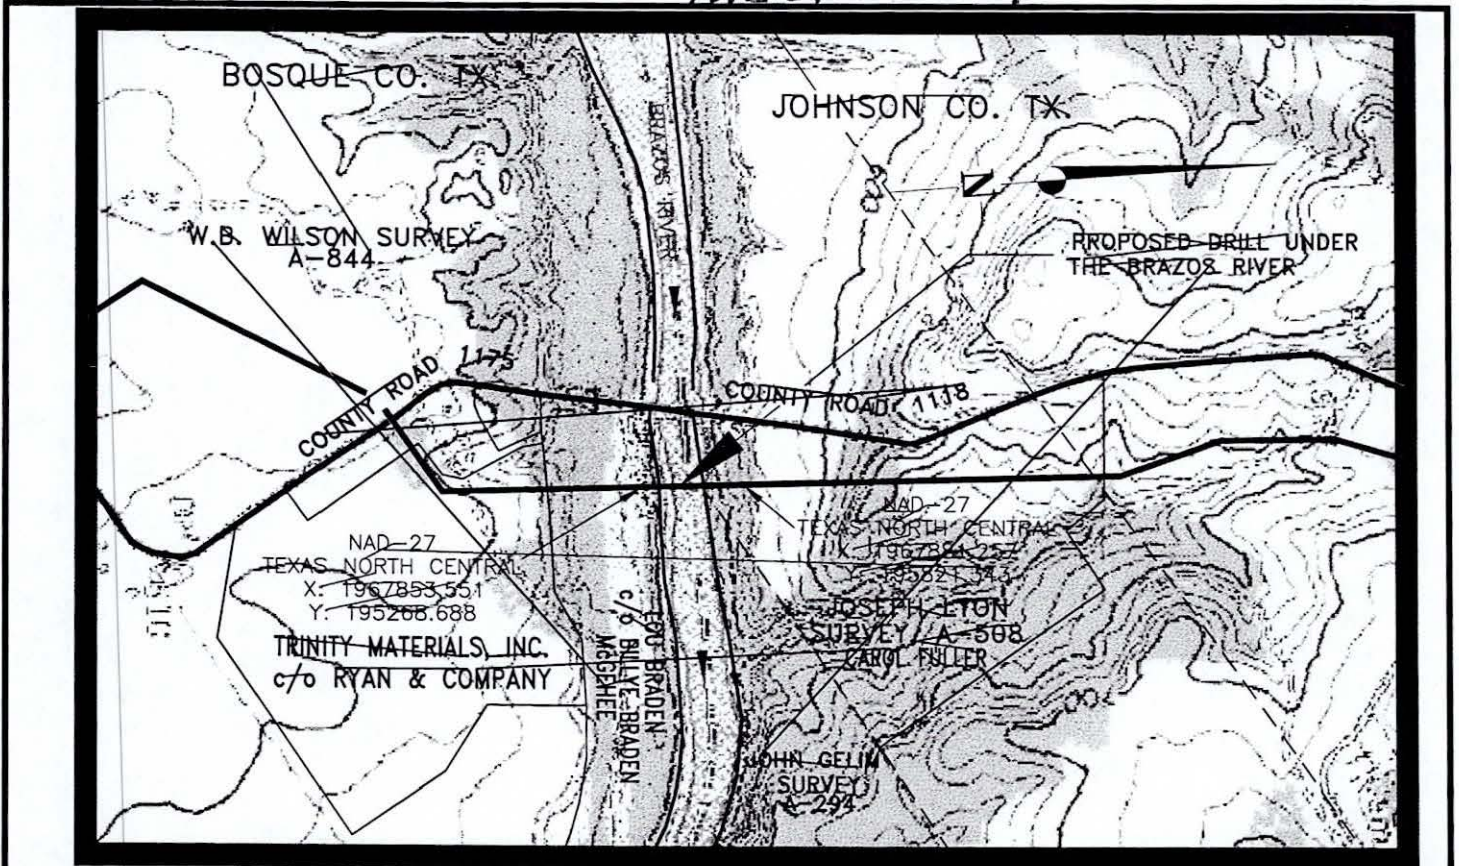 BOSQUE CO. TX.
JOHNSON CO. TX.
BRAZOS RIVER
W.B. WILSON SURVEY
A-844
PROPOSED DRILL UNDER
THE BRAZOS RIVER
COUNTY ROAD 1175
COUNTY ROAD 1118
NAD-27
TEXAS NORTH CENTRAL
X: 1967853.551
Y: 195268.688
NAD-27
TEXAS NORTH CENTRAL
X:
Y:
TRINITY MATERIALS, INC.
c/o RYAN & COMPANY
BRADEN
c/o BILLYE BRADEN
McGEHEE
JOSEPH LYON
SURVEY, A-508
CAROL FULLER
JOHN
SURVEY
A-294